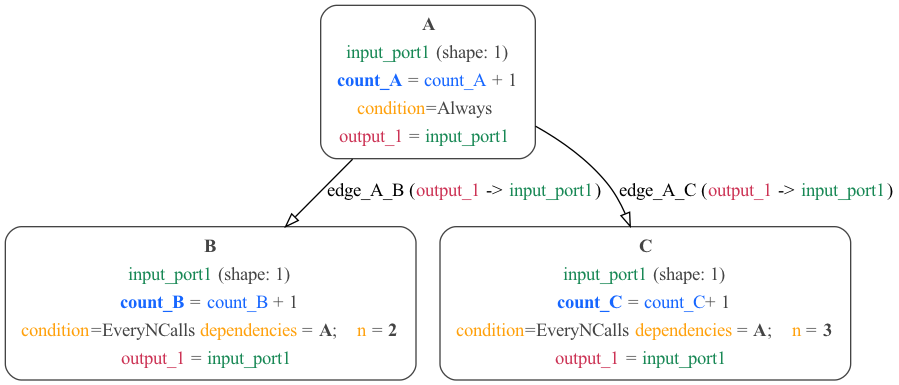 A
input_port1 (shape: 1)
count_A = count_A + 1
condition=Always
output_1 = input_port1
edge_A_B (output_1 -> input_port1)
edge_A_C (output_1 -> input_port1)
B
input_port1 (shape: 1)
count_B = count_B + 1
condition=EveryNCalls dependencies = A; n = 2
output_1 = input_port1
C
input_port1 (shape: 1)
count_C = count_C+ 1
condition=EveryNCalls dependencies = A; n = 3
output_1 = input_port1